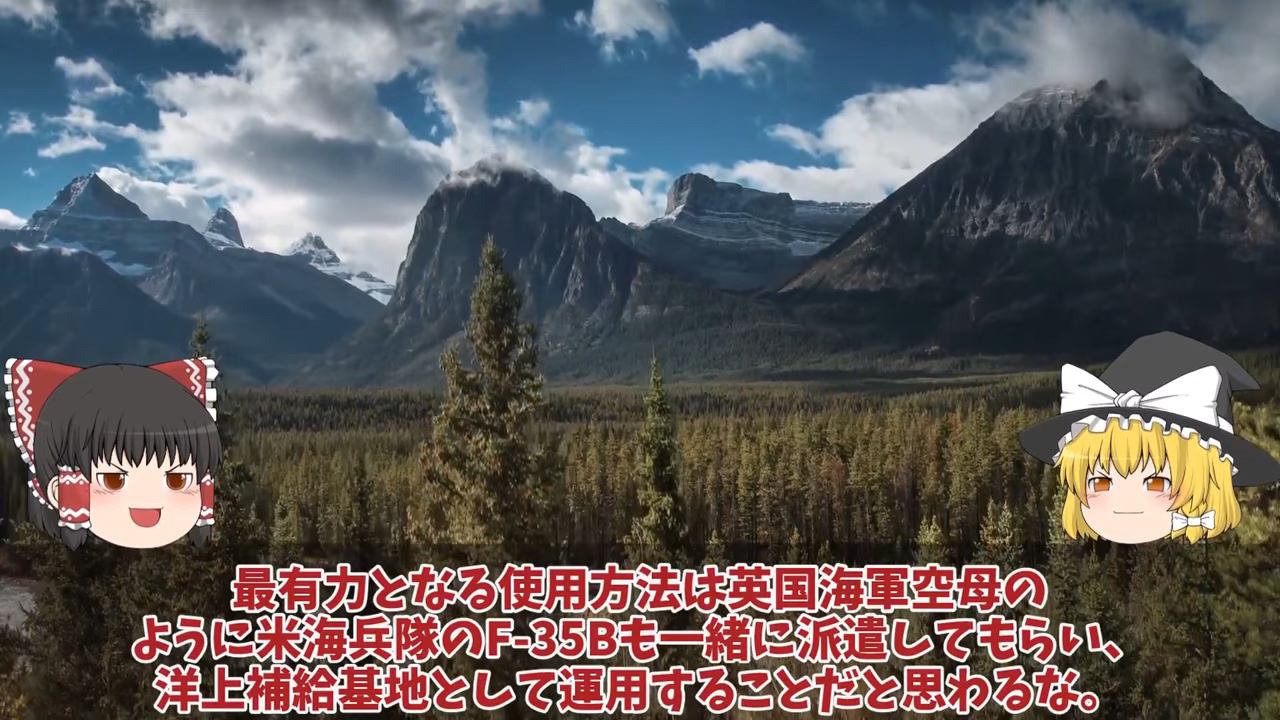 最有力となる使用方法は英国海軍空母の
ように米海兵隊のF-35Bも一緒に派遣してもらい、
洋上補給基地として運用することだと思わるな。